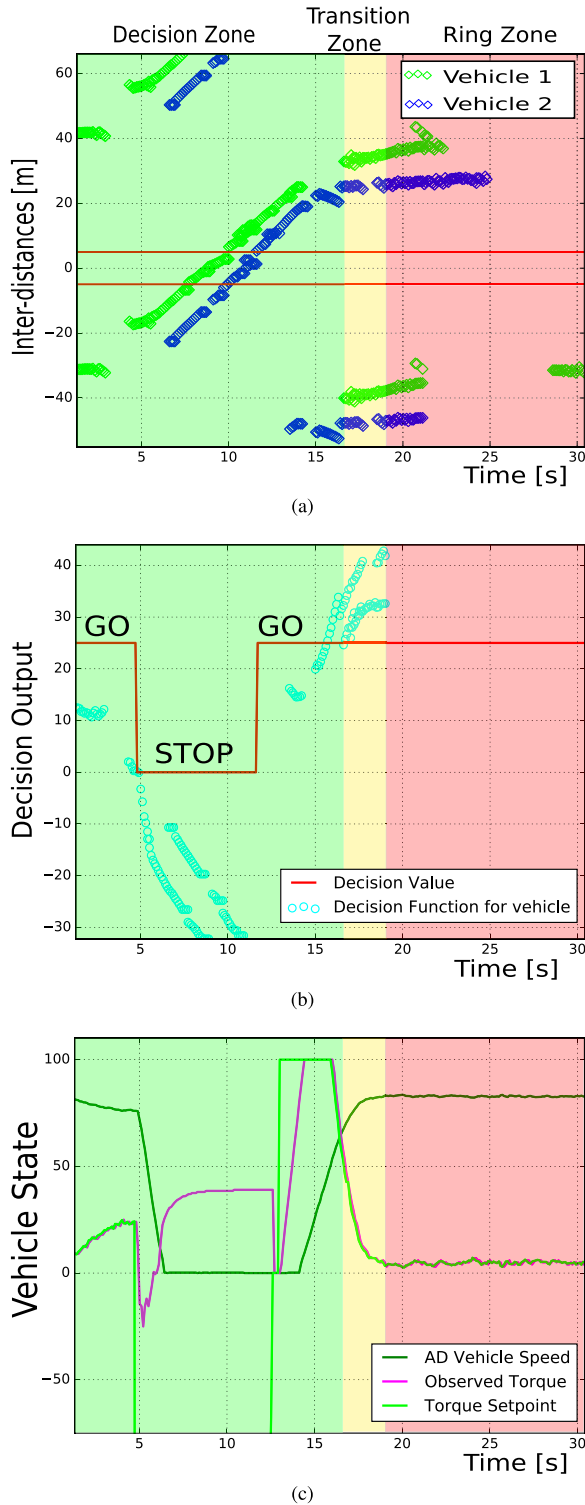 Decision Zone
Transition
Zone
Ring Zone
Vehicle 1
Vehicle 2
Inter-distances [m]
60
40
20
0
−20
−40
5
10
15
20
25
30
Time [s]
(a)
GO
GO
STOP
Decision Output
40
30
20
10
0
−10
−20
−30
Decision Value
Decision Function for vehicle
5
10
15
20
25
30
Time [s]
(b)
Vehicle State
100
50
0
−50
AD Vehicle Speed
Observed Torque
Torque Setpoint
5
10
15
20
25
30
Time [s]
(c)